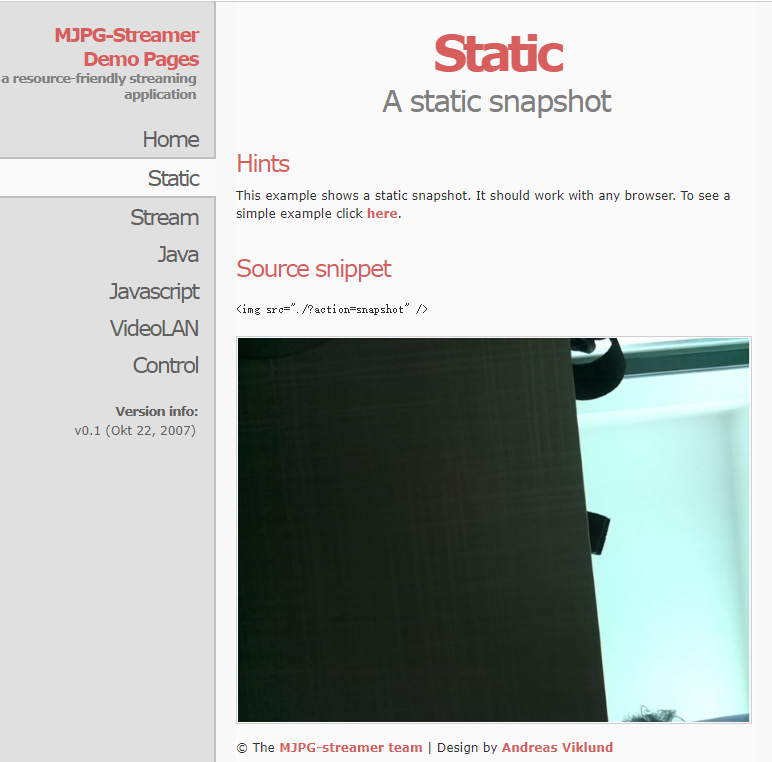 MJPG-Streamer
Demo Pages
a resource-friendly streaming
application
Home
Static
Stream
Java
Javascript
VideoLAN
Control
Version info:
v0.1 (Okt 22, 2007)
Static
A static snapshot
Hints
This example shows a static snapshot. It should work with any browser. To see a
simple example click here.
Source snippet
<img src="./?action=snapshot" />
© The MJPG-streamer team | Design by Andreas Viklund